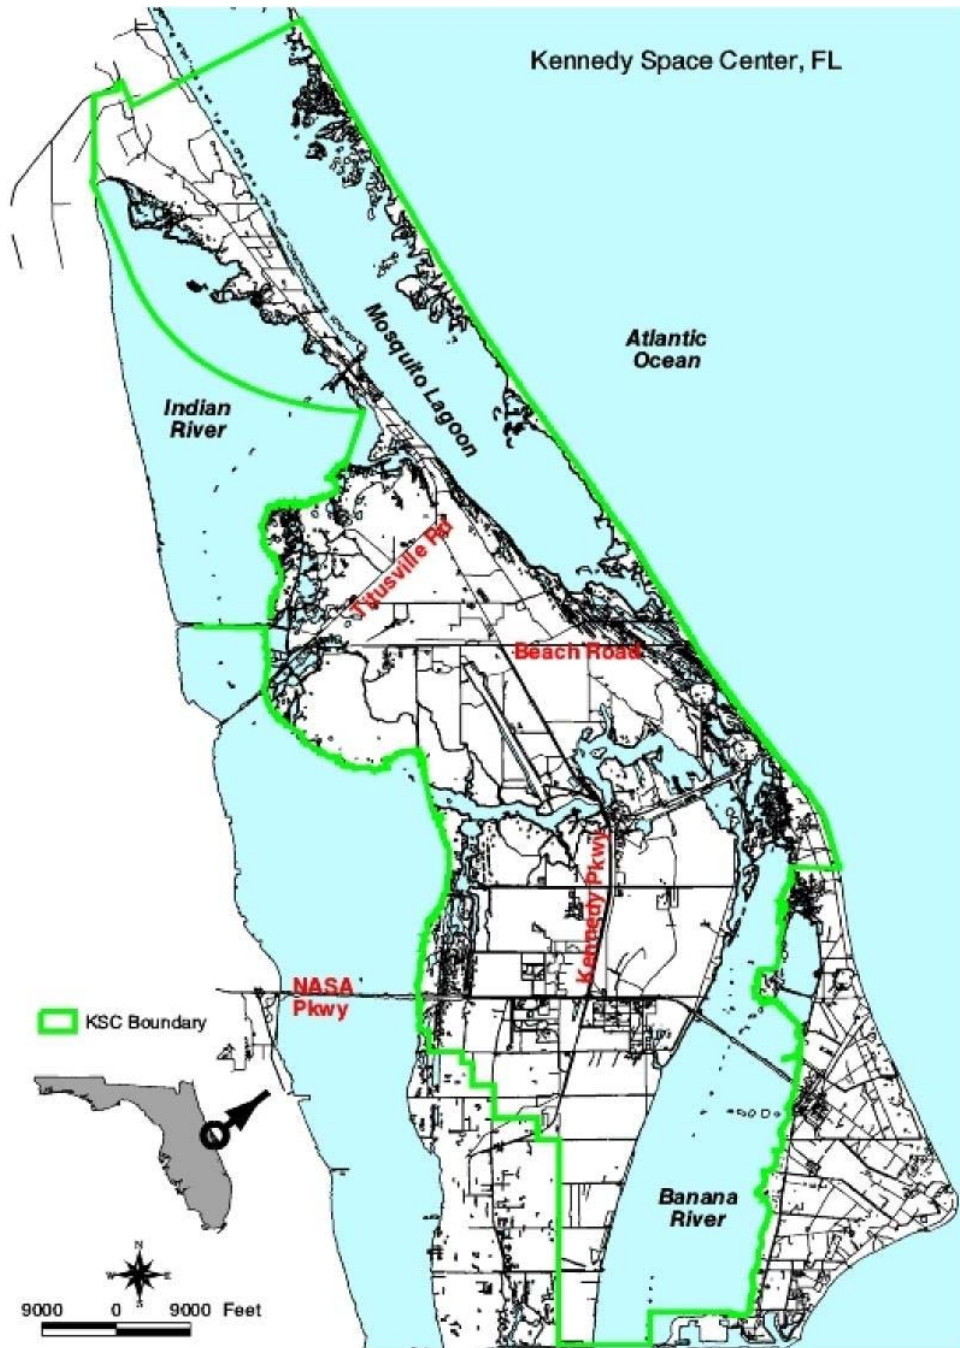 Kennedy Space Center, FL
Atlantic
Ocean
Mosquito Lagoon
Indian
River
Titusville Rd
Beach Road
Kennedy Pkwy
NASA
Pkwy
KSC Boundary
Banana
River
N
W E
S
9000 0 9000 Feet